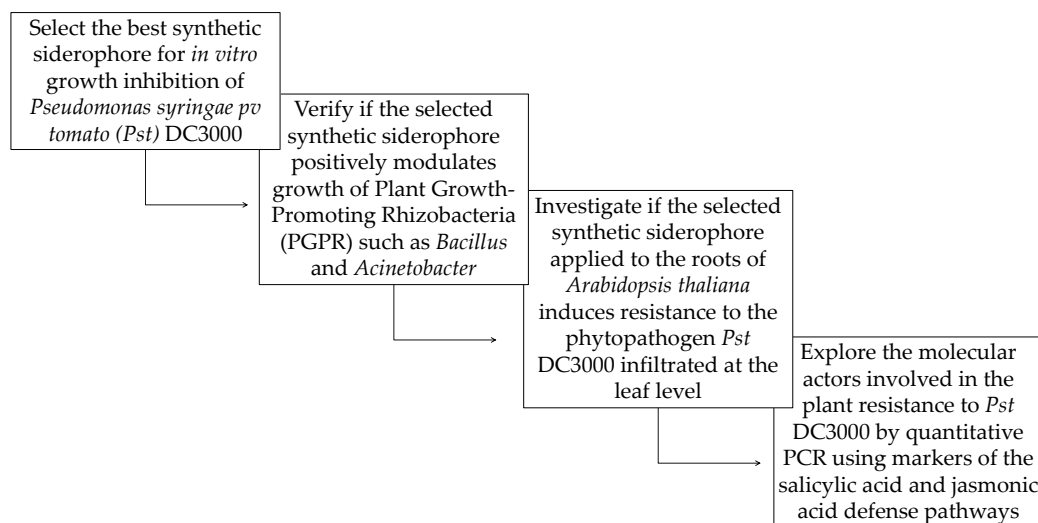 Select the best synthetic
siderophore for in vitro
growth inhibition of
Pseudomonas syringae pv
tomato (Pst) DC3000
Verify if the selected
synthetic siderophore
positively modulates
growth of Plant Growth-
Promoting Rhizobacteria
(PGPR) such as Bacillus
and Acinetobacter
Investigate if the selected
synthetic siderophore
applied to the roots of
Arabidopsis thaliana
induces resistance to the
phytopathogen Pst
DC3000 infiltrated at the
leaf level
Explore the molecular
actors involved in the
plant resistance to Pst
DC3000 by quantitative
PCR using markers of the
salicylic acid and jasmonic
acid defense pathways